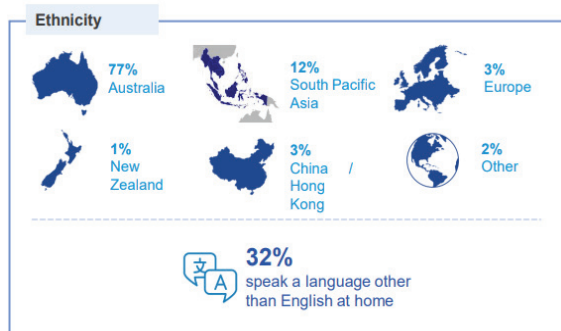 Ethnicity
77%
Australia
12%
South Pacific
Asia
3%
Europe
1%
New
Zealand
3%
China /
Hong
Kong
2%
Other
文
A
32%
speak a language other
than English at home